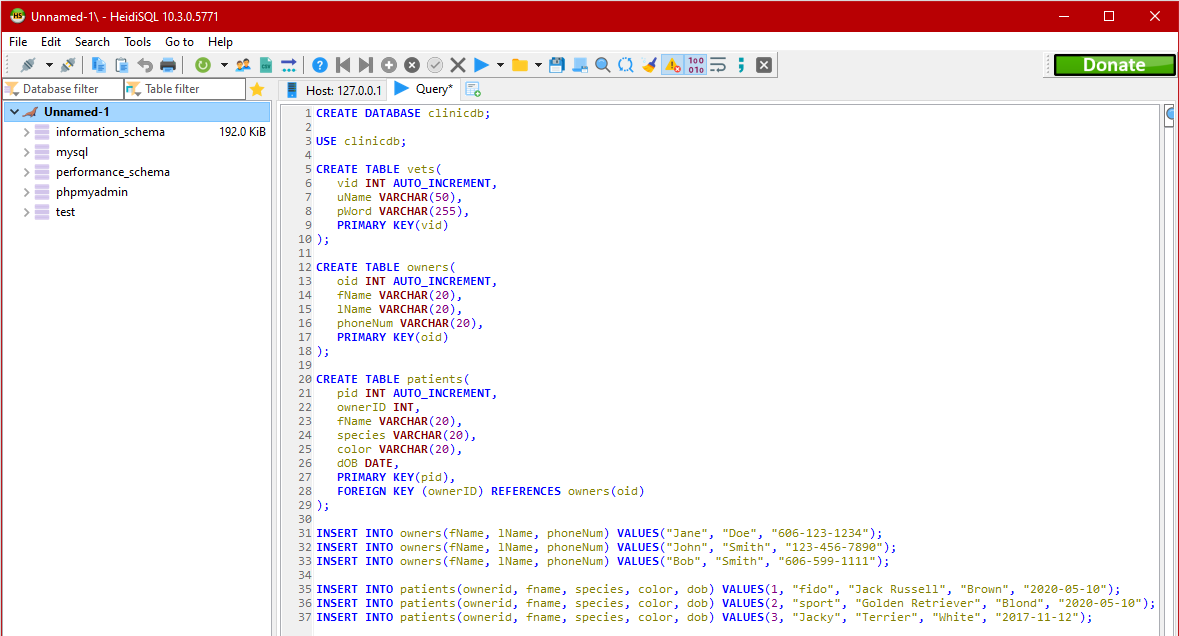 Unnamed-1\ - HeidiSQL 10.3.0.5771
File Edit Search Tools Go to Help
Donate
Database filter Table filter
Host: 127.0.0.1 Query*
Unnamed-1
information_schema 192.0 KiB
mysql
performance_schema
phpmyadmin
test
1 CREATE DATABASE clinicdb;
2
3 USE clinicdb;
4
5 CREATE TABLE vets(
6 vid INT AUTO_INCREMENT,
7 uName VARCHAR(50),
8 pWord VARCHAR(255),
9 PRIMARY KEY(vid)
10 );
11
12 CREATE TABLE owners(
13 oid INT AUTO_INCREMENT,
14 fName VARCHAR(20),
15 lName VARCHAR(20),
16 phoneNum VARCHAR(20),
17 PRIMARY KEY(oid)
18 );
19
20 CREATE TABLE patients(
21 pid INT AUTO_INCREMENT,
22 ownerID INT,
23 fName VARCHAR(20),
24 species VARCHAR(20),
25 color VARCHAR(20),
26 dOB DATE,
27 PRIMARY KEY(pid),
28 FOREIGN KEY (ownerID) REFERENCES owners(oid)
29 );
30
31 INSERT INTO owners(fName, lName, phoneNum) VALUES("Jane", "Doe", "606-123-1234");
32 INSERT INTO owners(fName, lName, phoneNum) VALUES("John", "Smith", "123-456-7890");
33 INSERT INTO owners(fName, lName, phoneNum) VALUES("Bob", "Smith", "606-599-1111");
34
35 INSERT INTO patients(ownerid, fname, species, color, dob) VALUES(1, "fido", "Jack Russell", "Brown", "2020-05-10");
36 INSERT INTO patients(ownerid, fname, species, color, dob) VALUES(2, "sport", "Golden Retriever", "Blond", "2020-05-10");
37 INSERT INTO patients(ownerid, fname, species, color, dob) VALUES(3, "Jacky", "Terrier", "White", "2017-11-12");